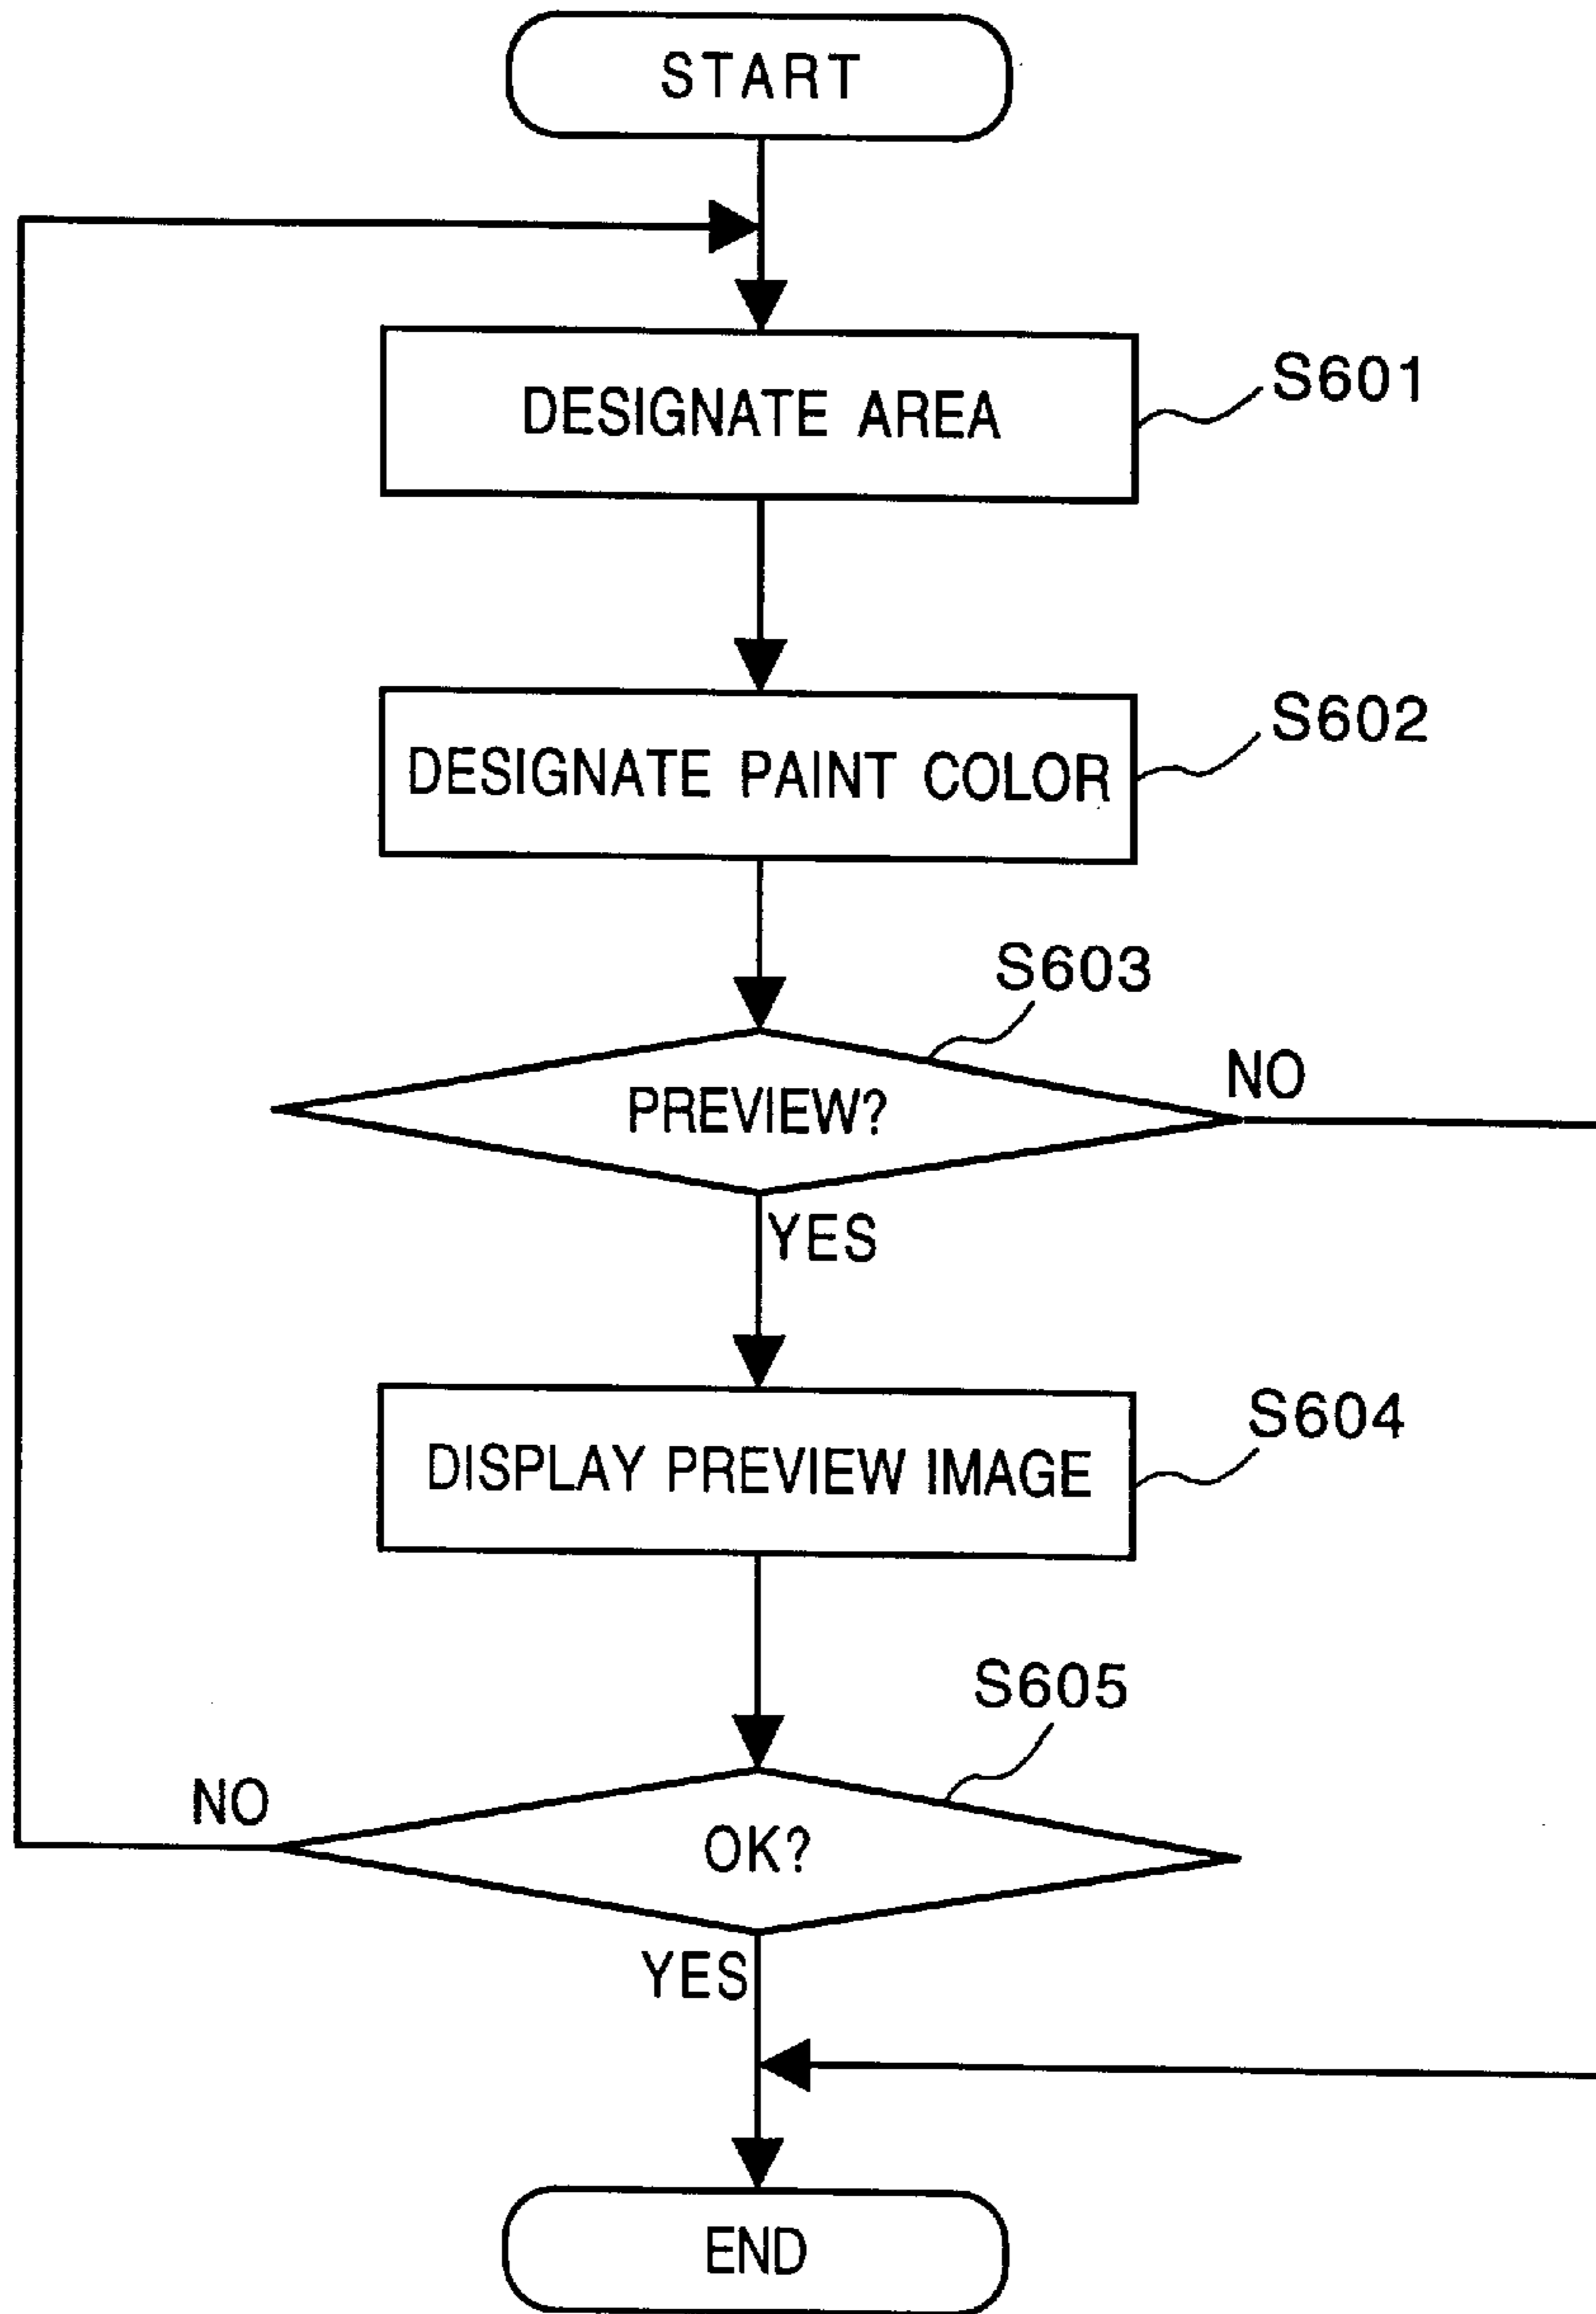 START
DESIGNATE AREA
S601
DESIGNATE PAINT COLOR
S602
S603
PREVIEW?
NO
YES
DISPLAY PREVIEW IMAGE
S604
S605
NO
OK?
YES
END